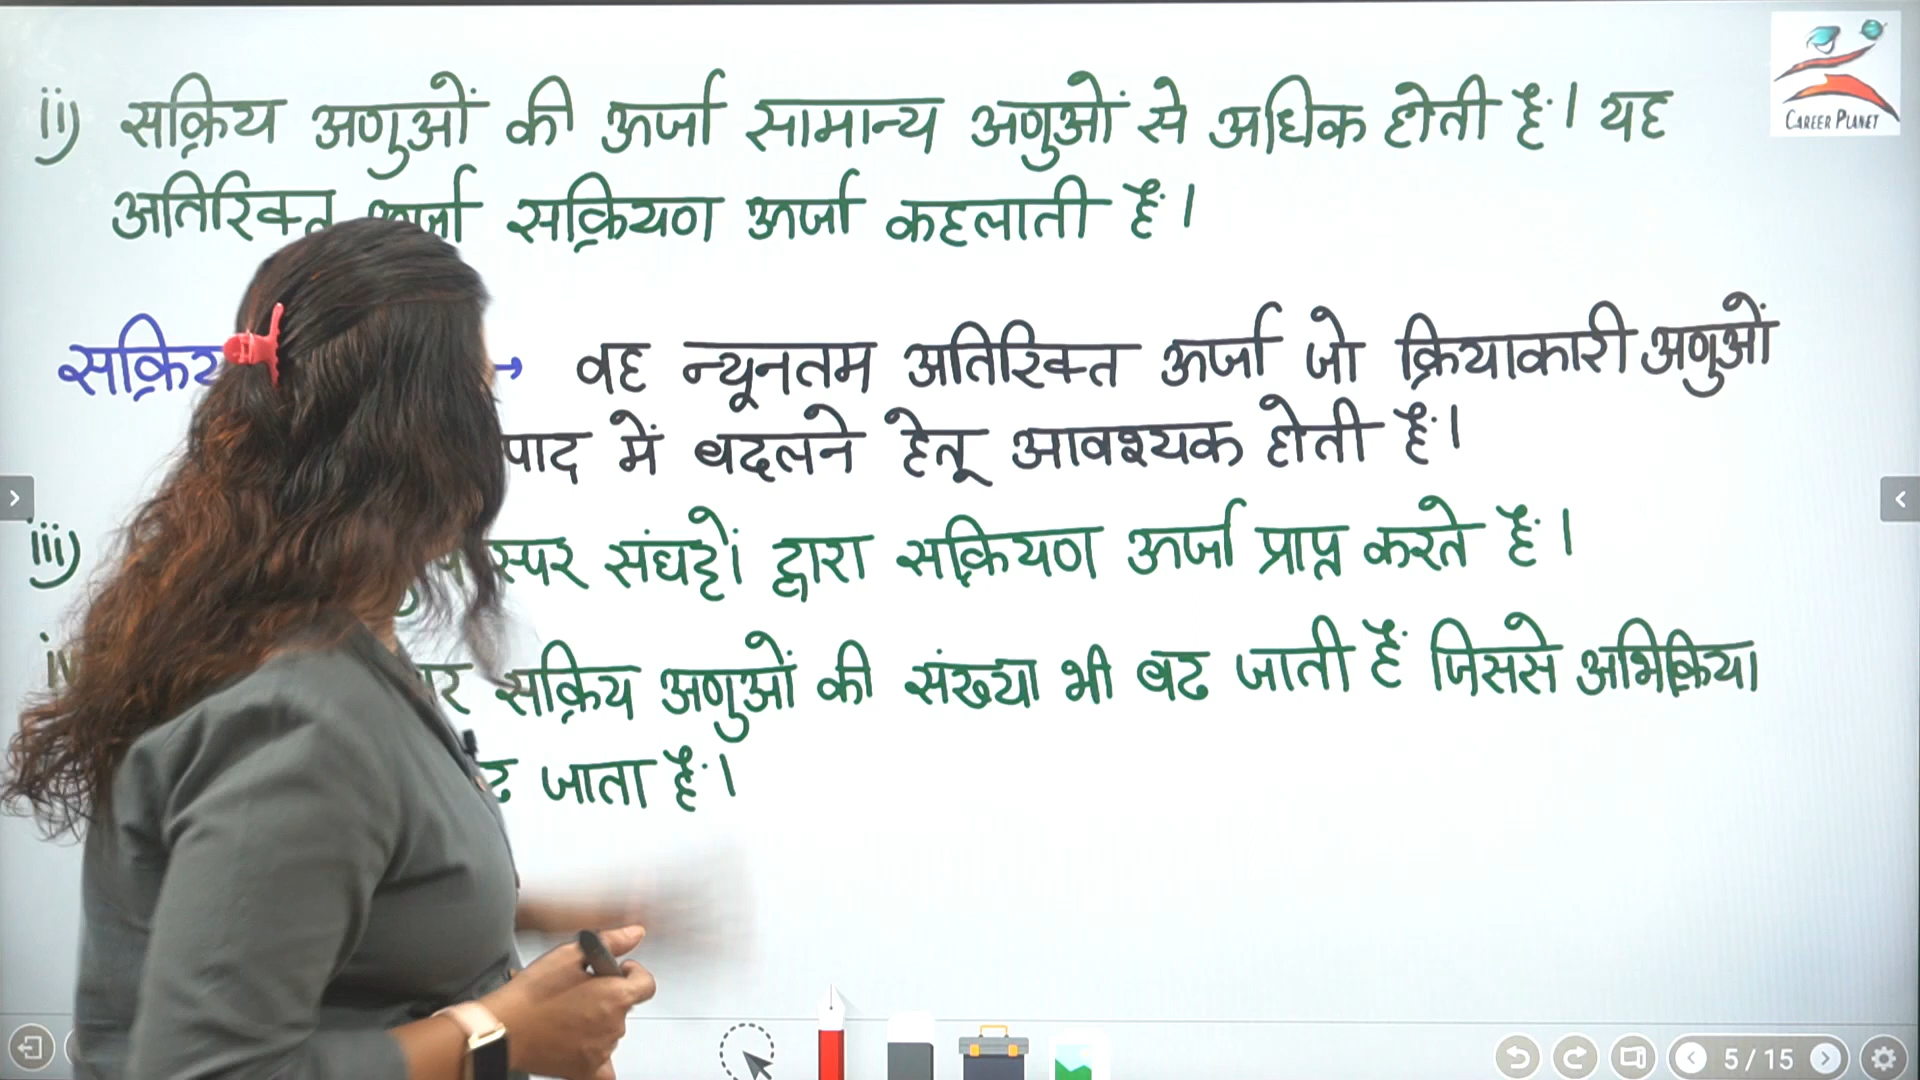 ii) सक्रिय अणुओं की ऊर्जा सामान्य अणुओं से अधिक होती हैं। यह
अतिरिक्त ऊर्जा सक्रियण ऊर्जा कहलाती हैं।
CAREER PLANET
→ वह न्यूनतम अतिरिक्त ऊर्जा जो क्रियाकारी अणुओं
पाद में बदलने हेतू आवश्यक होती हैं।
iii) स्पर संघट्टों द्वारा सक्रियण ऊर्जा प्राप्त करते हैं।
सक्रिय अणुओं की संख्या भी बढ जाती हैं जिससे अभिक्रिया
जाता हैं।
5/15